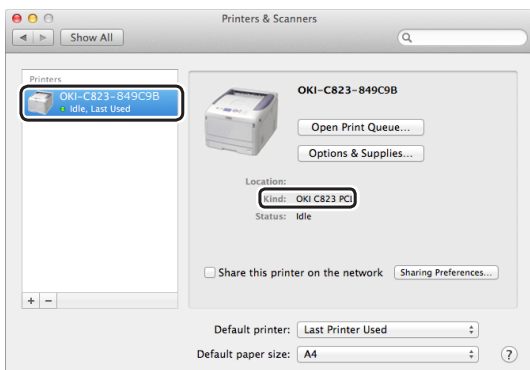 Printers & Scanners
Show All
Printers
OKI-C823-849C9B
Idle, Last Used
OKI-C823-849C9B
Open Print Queue...
Options & Supplies...
Location:
Kind: OKI C823 PCL
Status: Idle
Share this printer on the network Sharing Preferences...
+ −
Default printer: Last Printer Used
Default paper size: A4 ?